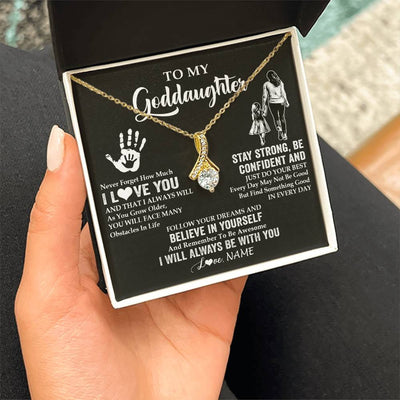 TO MY
Goddaughter
Never Forget How Much
I LOVE YOU
AND THAT I ALWAYS WILL
As You Grow Older,
YOU WILL FACE MANY
Obstacles In Life
STAY STRONG, BE
CONFIDENT AND
JUST DO YOUR BEST
Every Day May Not Be Good
But Find Something Good
IN EVERY DAY
FOLLOW YOUR DREAMS AND
BELIEVE IN YOURSELF
And Remember To Be Awesome
I WILL ALWAYS BE WITH YOU
Love, NAME